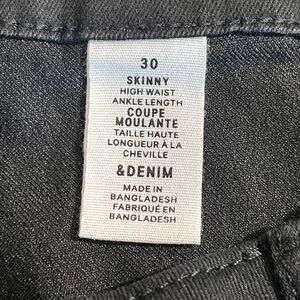 30
SKINNY
HIGH WAIST
ANKLE LENGTH
COUPE
MOULANTE
TAILLE HAUTE
LONGUEUR À LA
CHEVILLE
&DENIM
MADE IN
BANGLADESH
FABRIQUÉ EN
BANGLADESH